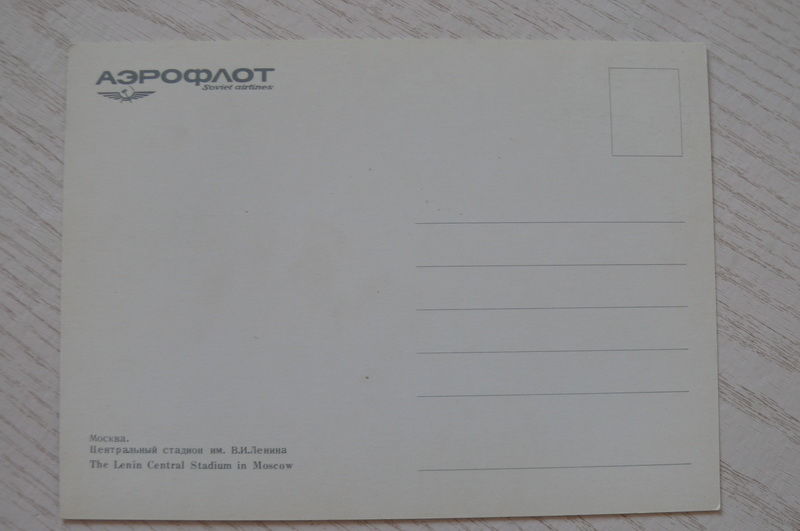 АЭРОФЛОТ
Soviet airlines
Москва.
Центральный стадион им. В.И.Ленина
The Lenin Central Stadium in Moscow